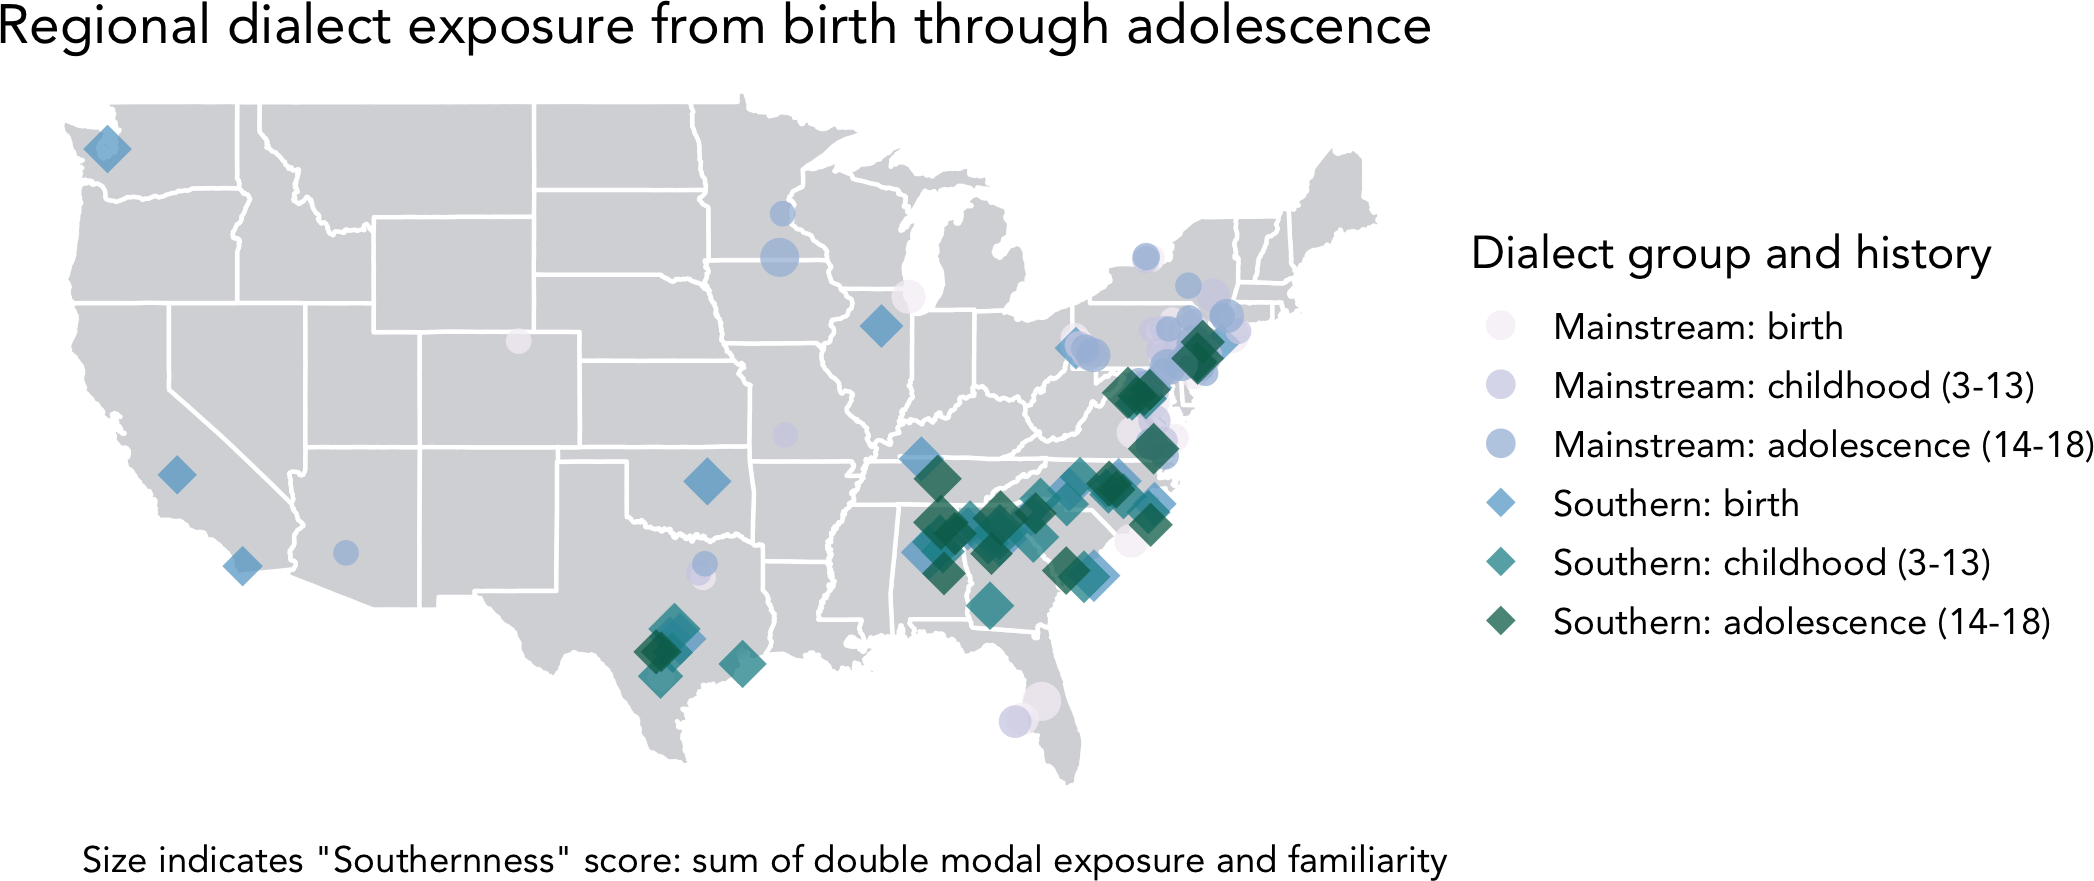 Regional dialect exposure from birth through adolescence
Dialect group and history
Mainstream: birth
Mainstream: childhood (3-13)
Mainstream: adolescence (14-18)
Southern: birth
Southern: childhood (3-13)
Southern: adolescence (14-18)
Size indicates "Southernness" score: sum of double modal exposure and familiarity